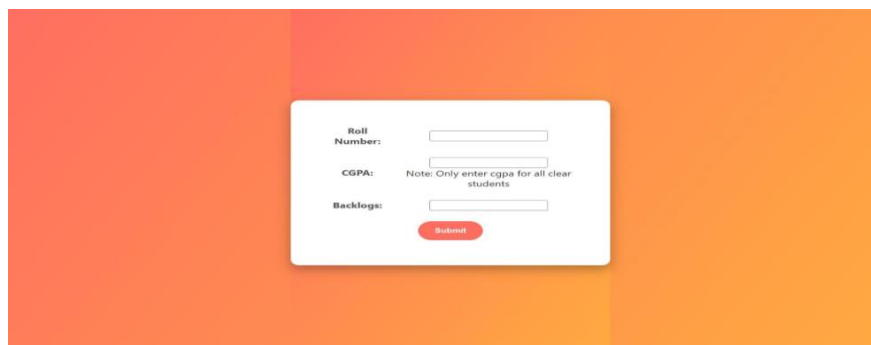 Roll
Number:
CGPA:
Note: Only enter cgpa for all clear
students
Backlogs:
Submit